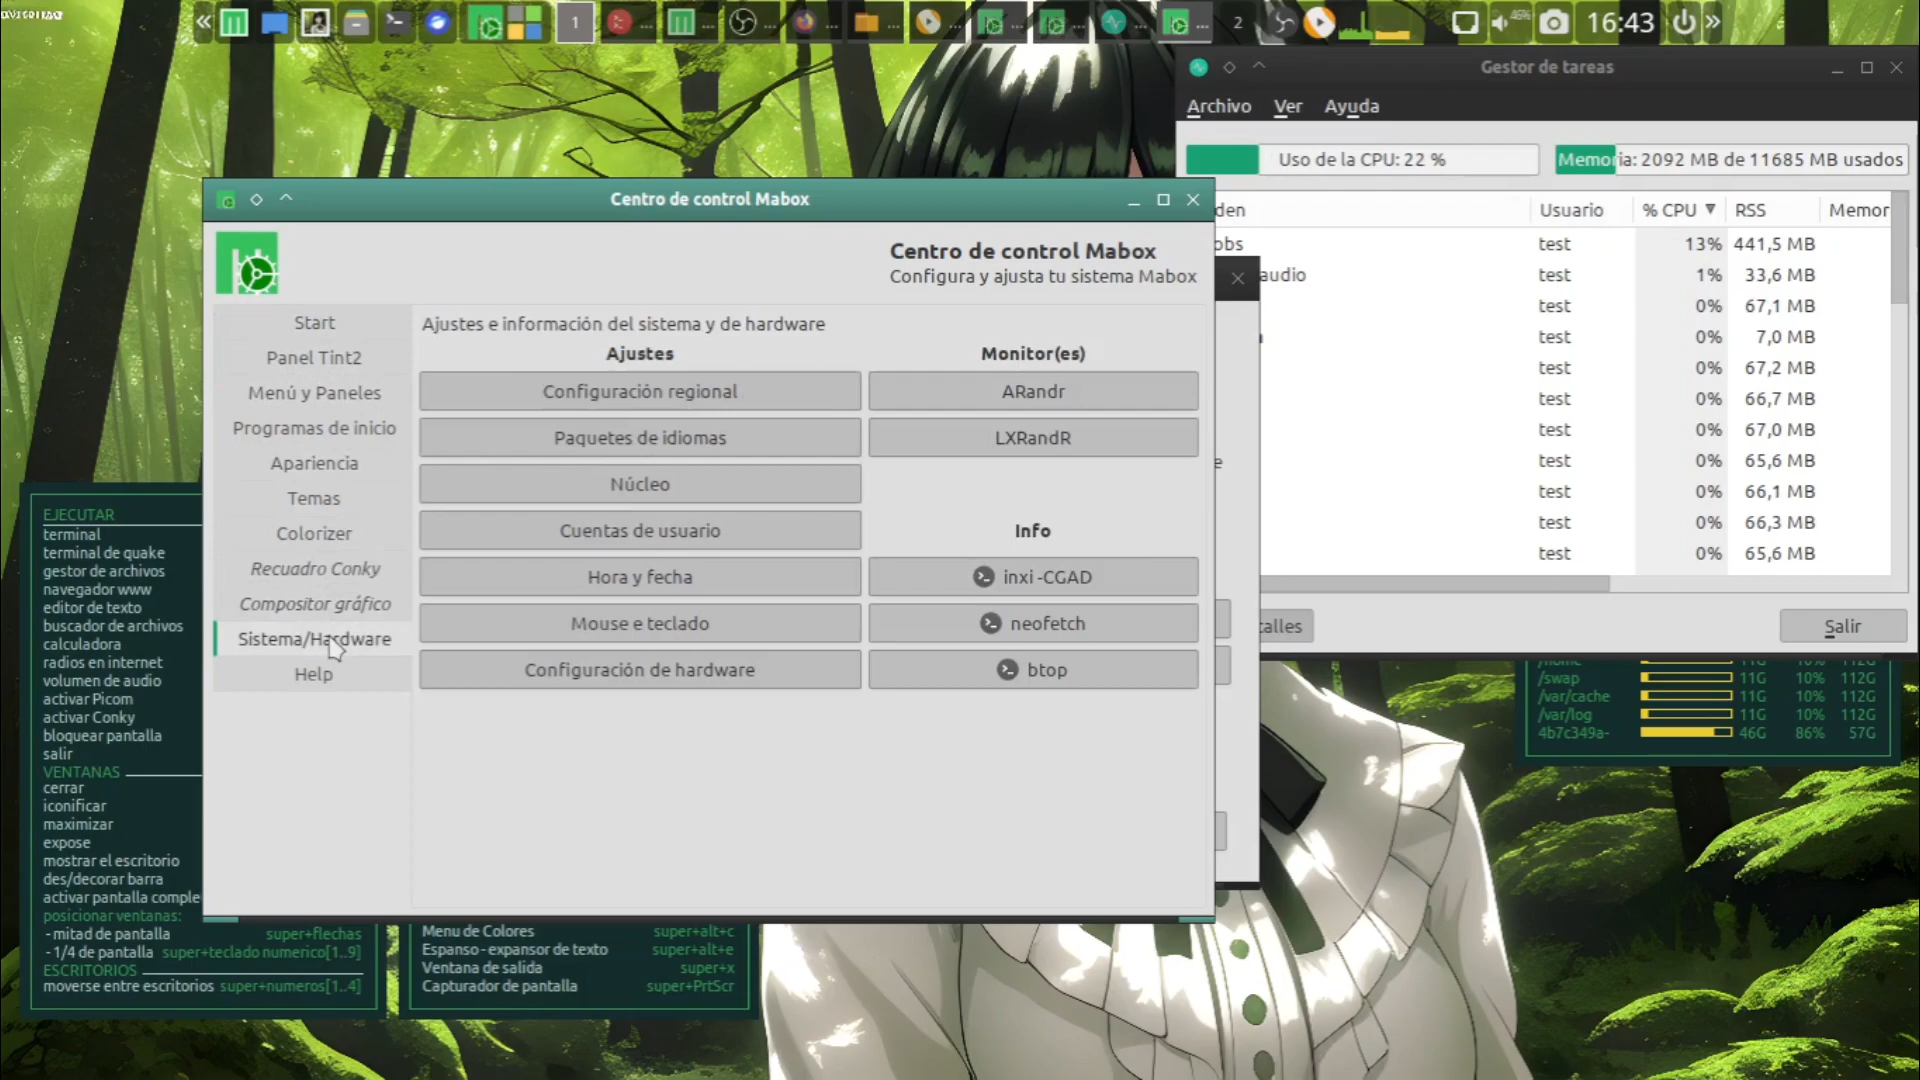 1
2
46%
16:43
Gestor de tareas
Archivo Ver Ayuda
Uso de la CPU: 22 %
Memoria: 2092 MB de 11685 MB usados
Usuario % CPU RSS Memor
test 13% 441,5 MB
audio test 1% 33,6 MB
test 0% 67,1 MB
test 0% 7,0 MB
test 0% 67,2 MB
test 0% 66,7 MB
test 0% 67,0 MB
test 0% 65,6 MB
test 0% 66,1 MB
test 0% 66,3 MB
test 0% 65,6 MB
alles
Salir
Centro de control Mabox
Centro de control Mabox
Configura y ajusta tu sistema Mabox
Start
Panel Tint2
Menú y Paneles
Programas de inicio
Apariencia
Temas
Colorizer
Recuadro Conky
Compositor gráfico
Sistema/Hardware
Help
Ajustes e información del sistema y de hardware
Ajustes
Configuración regional
Paquetes de idiomas
Núcleo
Cuentas de usuario
Hora y fecha
Mouse e teclado
Configuración de hardware
Monitor(es)
ARandr
LXRandR
Info
inxi -CGAD
neofetch
btop
EJECUTAR
terminal
terminal de quake
gestor de archivos
navegador www
editor de texto
buscador de archivos
calculadora
radios en internet
volumen de audio
activar Picom
activar Conky
bloquear pantalla
salir
VENTANAS
cerrar
iconificar
maximizar
expose
mostrar el escritorio
des/decorar barra
activar pantalla comple
posicionar ventanas:
-mitad de pantalla super+flechas
-1/4 de pantalla super+teclado numerico[1..9]
ESCRITORIOS
moverse entre escritorios super+numeros[1..4]
Menu de Colores super+alt+c
Espanso-expansor de texto super+alt+e
Ventana de salida super+x
Capturador de pantalla super+PrtScr
/home 11G 10% 112G
/swap 11G 10% 112G
/var/cache 11G 10% 112G
/var/log 11G 10% 112G
4b7c349a- 46G 86% 57G